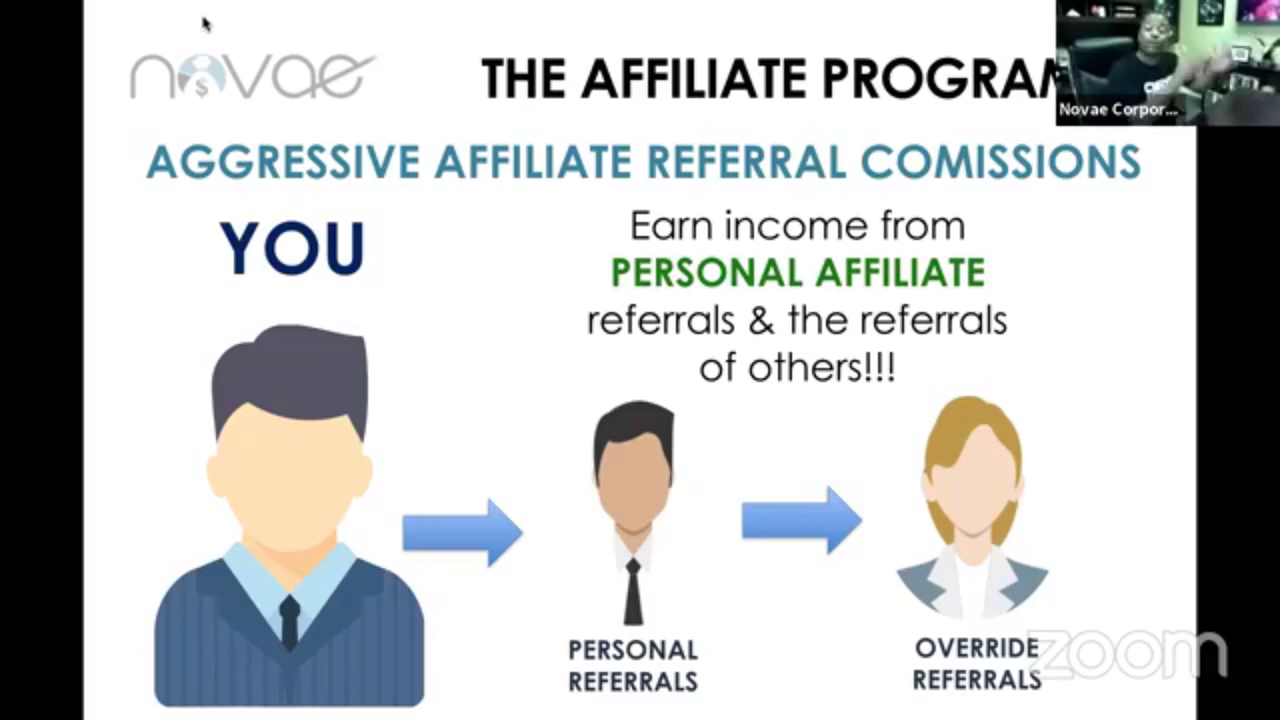 novae
THE AFFILIATE PROGRAM
Novae Corpor...
AGGRESSIVE AFFILIATE REFERRAL COMISSIONS
YOU
Earn income from
PERSONAL AFFILIATE
referrals & the referrals
of others!!!
PERSONAL
REFERRALS
OVERRIDE
REFERRALS
zoom